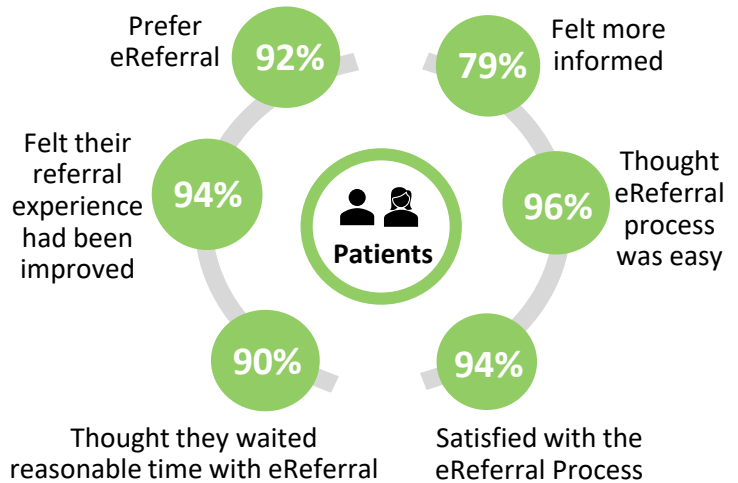 Prefer
eReferral
92%
79%
Felt more
informed
Felt their
referral
experience
had been
improved
94%
Patients
96%
Thought
eReferral
process
was easy
90%
94%
Thought they waited
reasonable time with eReferral
Satisfied with the
eReferral Process